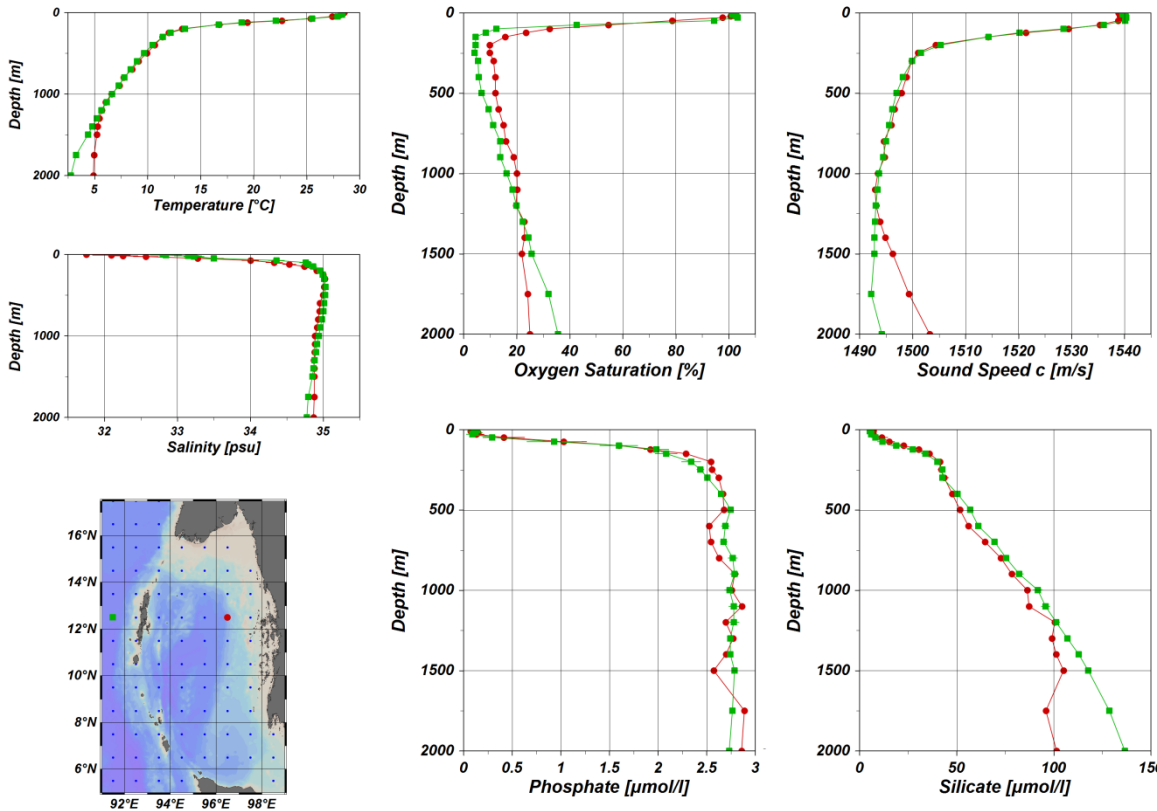 0
1000
2000
Depth [m]
5
10
15
20
25
30
Temperature [°C]
0
1000
2000
Depth [m]
32
33
34
35
Salinity [psu]
16°N
14°N
12°N
10°N
8°N
6°N
92°E
94°E
96°E
98°E
0
500
1000
1500
2000
Depth [m]
0
20
40
60
80
100
Oxygen Saturation [%]
0
500
1000
1500
2000
Depth [m]
1490
1500
1510
1520
1530
1540
Sound Speed c [m/s]
0
500
1000
1500
2000
Depth [m]
0
0.5
1
1.5
2
2.5
3
Phosphate [µmol/l]
0
500
1000
1500
2000
Depth [m]
0
50
100
150
Silicate [µmol/l]